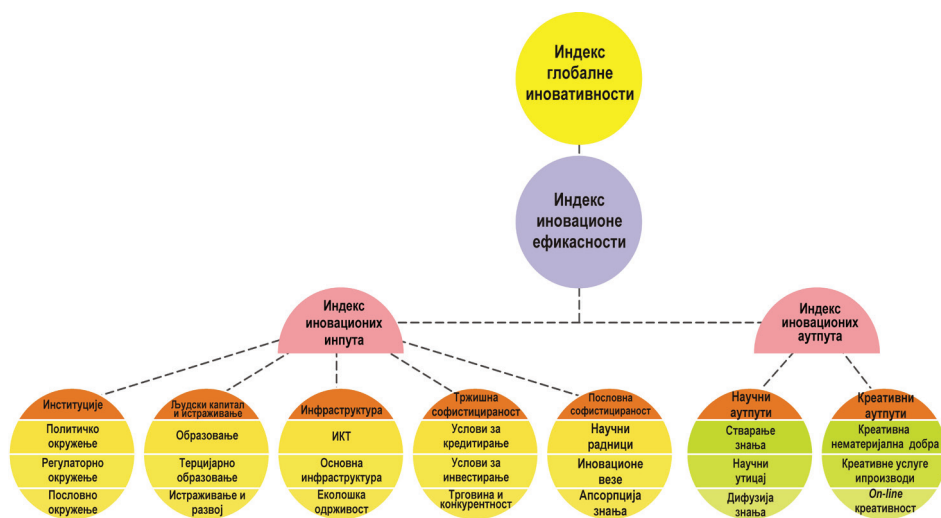 Индекс
глобалне
иновативности
Индекс
иновационе
ефикасности
Индекс
иновационих
инпута
Индекс
иновационих
аутпута
Институције
Политичко
окружење
Регулаторно
окружење
Пословно
окружење
Људски капитал
и истраживање
Образовање
Терцијарно
образовање
Истраживање и
развој
Инфраструктура
ИКТ
Основна
инфраструктура
Еколошка
одрживост
Тржишна
софистицираност
Услови за
кредитирање
Услови за
инвестирање
Трговина и
конкурентност
Пословна
софистицираност
Научни
радници
Иновационе
везе
Апсорпција
знања
Научни
аутпути
Стварање
знања
Научни
утицај
Дифузија
знања
Креативни
аутпути
Креативна
нематеријална добра
Креативне услуге
ипроизводи
On-line
креативност